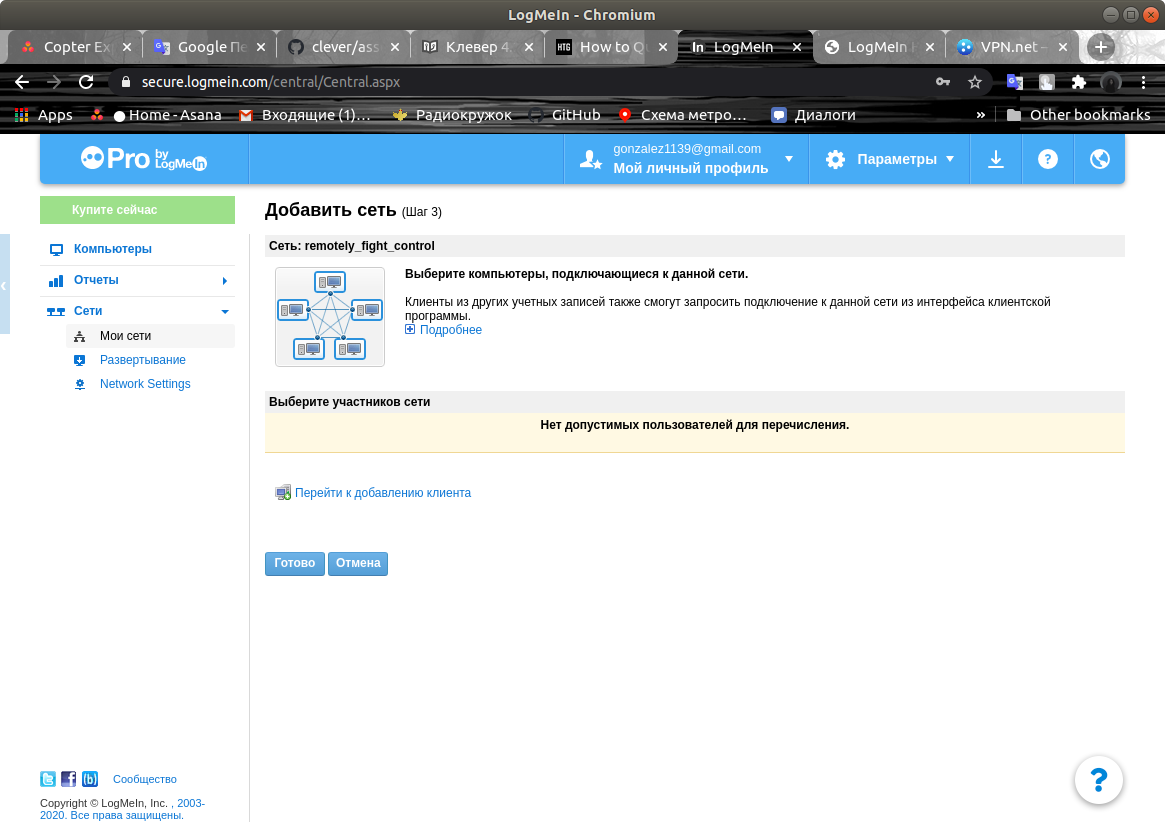 LogMeIn - Chromium
Copter Ex
Google Пе
clever/ass
Клевер 4
How to Qu
LogMeIn
LogMeIn
VPN.net –
secure.logmein.com/central/Central.aspx
Apps
Home - Asana
Входящие (1)…
Радиокружок
GitHub
Схема метро…
Диалоги
»
Other bookmarks
Pro by LogMeIn
gonzalez1139@gmail.com
Мой личный профиль
Параметры
Купите сейчас
Компьютеры
Отчеты
Сети
Мои сети
Развертывание
Network Settings
Добавить сеть (Шаг 3)
Сеть: remotely_fight_control
Выберите компьютеры, подключающиеся к данной сети.
Клиенты из других учетных записей также смогут запросить подключение к данной сети из интерфейса клиентской
программы.
Подробнее
Выберите участников сети
Нет допустимых пользователей для перечисления.
Перейти к добавлению клиента
Готово
Отмена
Сообщество
Copyright © LogMeIn, Inc. , 2003-
2020. Все права защищены.